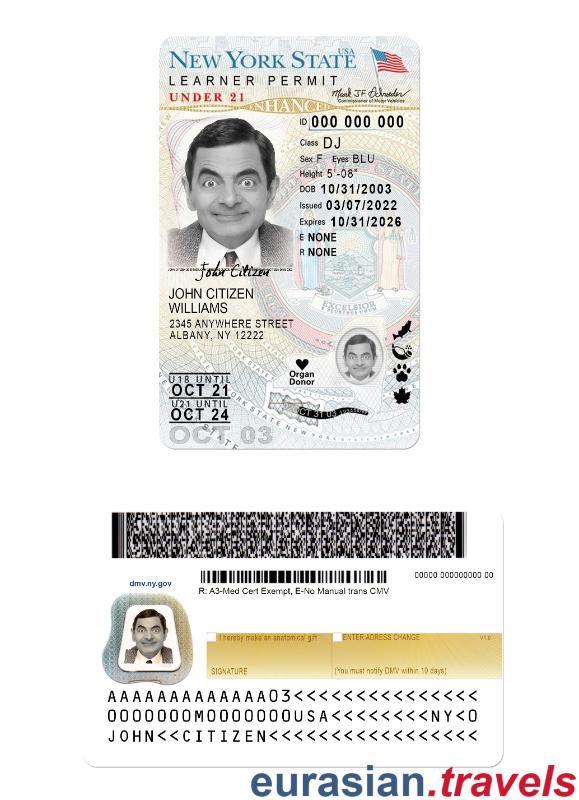 NEW YORK STATE USA
LEARNER PERMIT
UNDER 21
ENHANCED
Commissioner of Motor Vehicles
ID 000 000 000
Class DJ
Sex F Eyes BLU
Height 5'-08"
DOB 10/31/2003
Issued 03/07/2022
Expires 10/31/2026
E NONE
R NONE
EXCELSIOR
John Citizen
JOHN CITIZEN
WILLIAMS
2345 ANYWHERE STREET
ALBANY, NY 12222
Organ
Donor
U18 UNTIL
OCT 21
U21 UNTIL
OCT 24
OCT 03
OCT 31 03
dmv.ny.gov
00000 000000000 00
R: A3-Med Cert Exempt, E-No Manual trans CMV
I hereby make an anatomical gift
ENTER ADRESS CHANGE V1.0
SIGNATURE (You must notify DMV within 10 days)
AAAAAAAAAAAAA03<<<<<<<<<<<<<<<
0000000M0000000USA<<<<<<<<NY<0
JOHN<<CITIZEN<<<<<<<<<<<<<<<<<
eurasian.travels